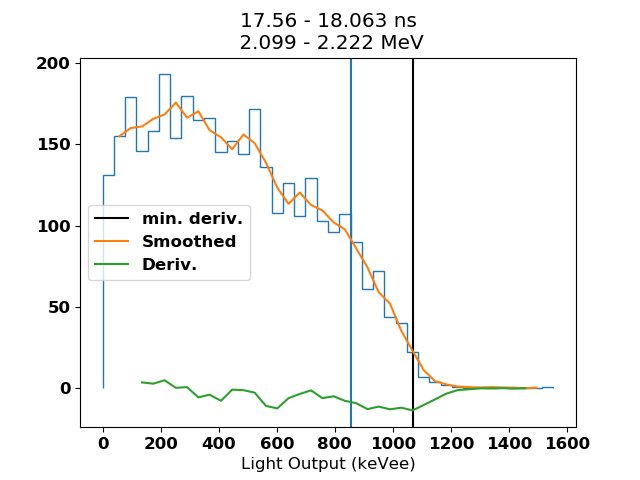 17.56 - 18.063 ns
2.099 - 2.222 MeV
200
150
100
50
0
min. deriv.
Smoothed
Deriv.
0 200 400 600 800 1000 1200 1400 1600
Light Output (keVee)